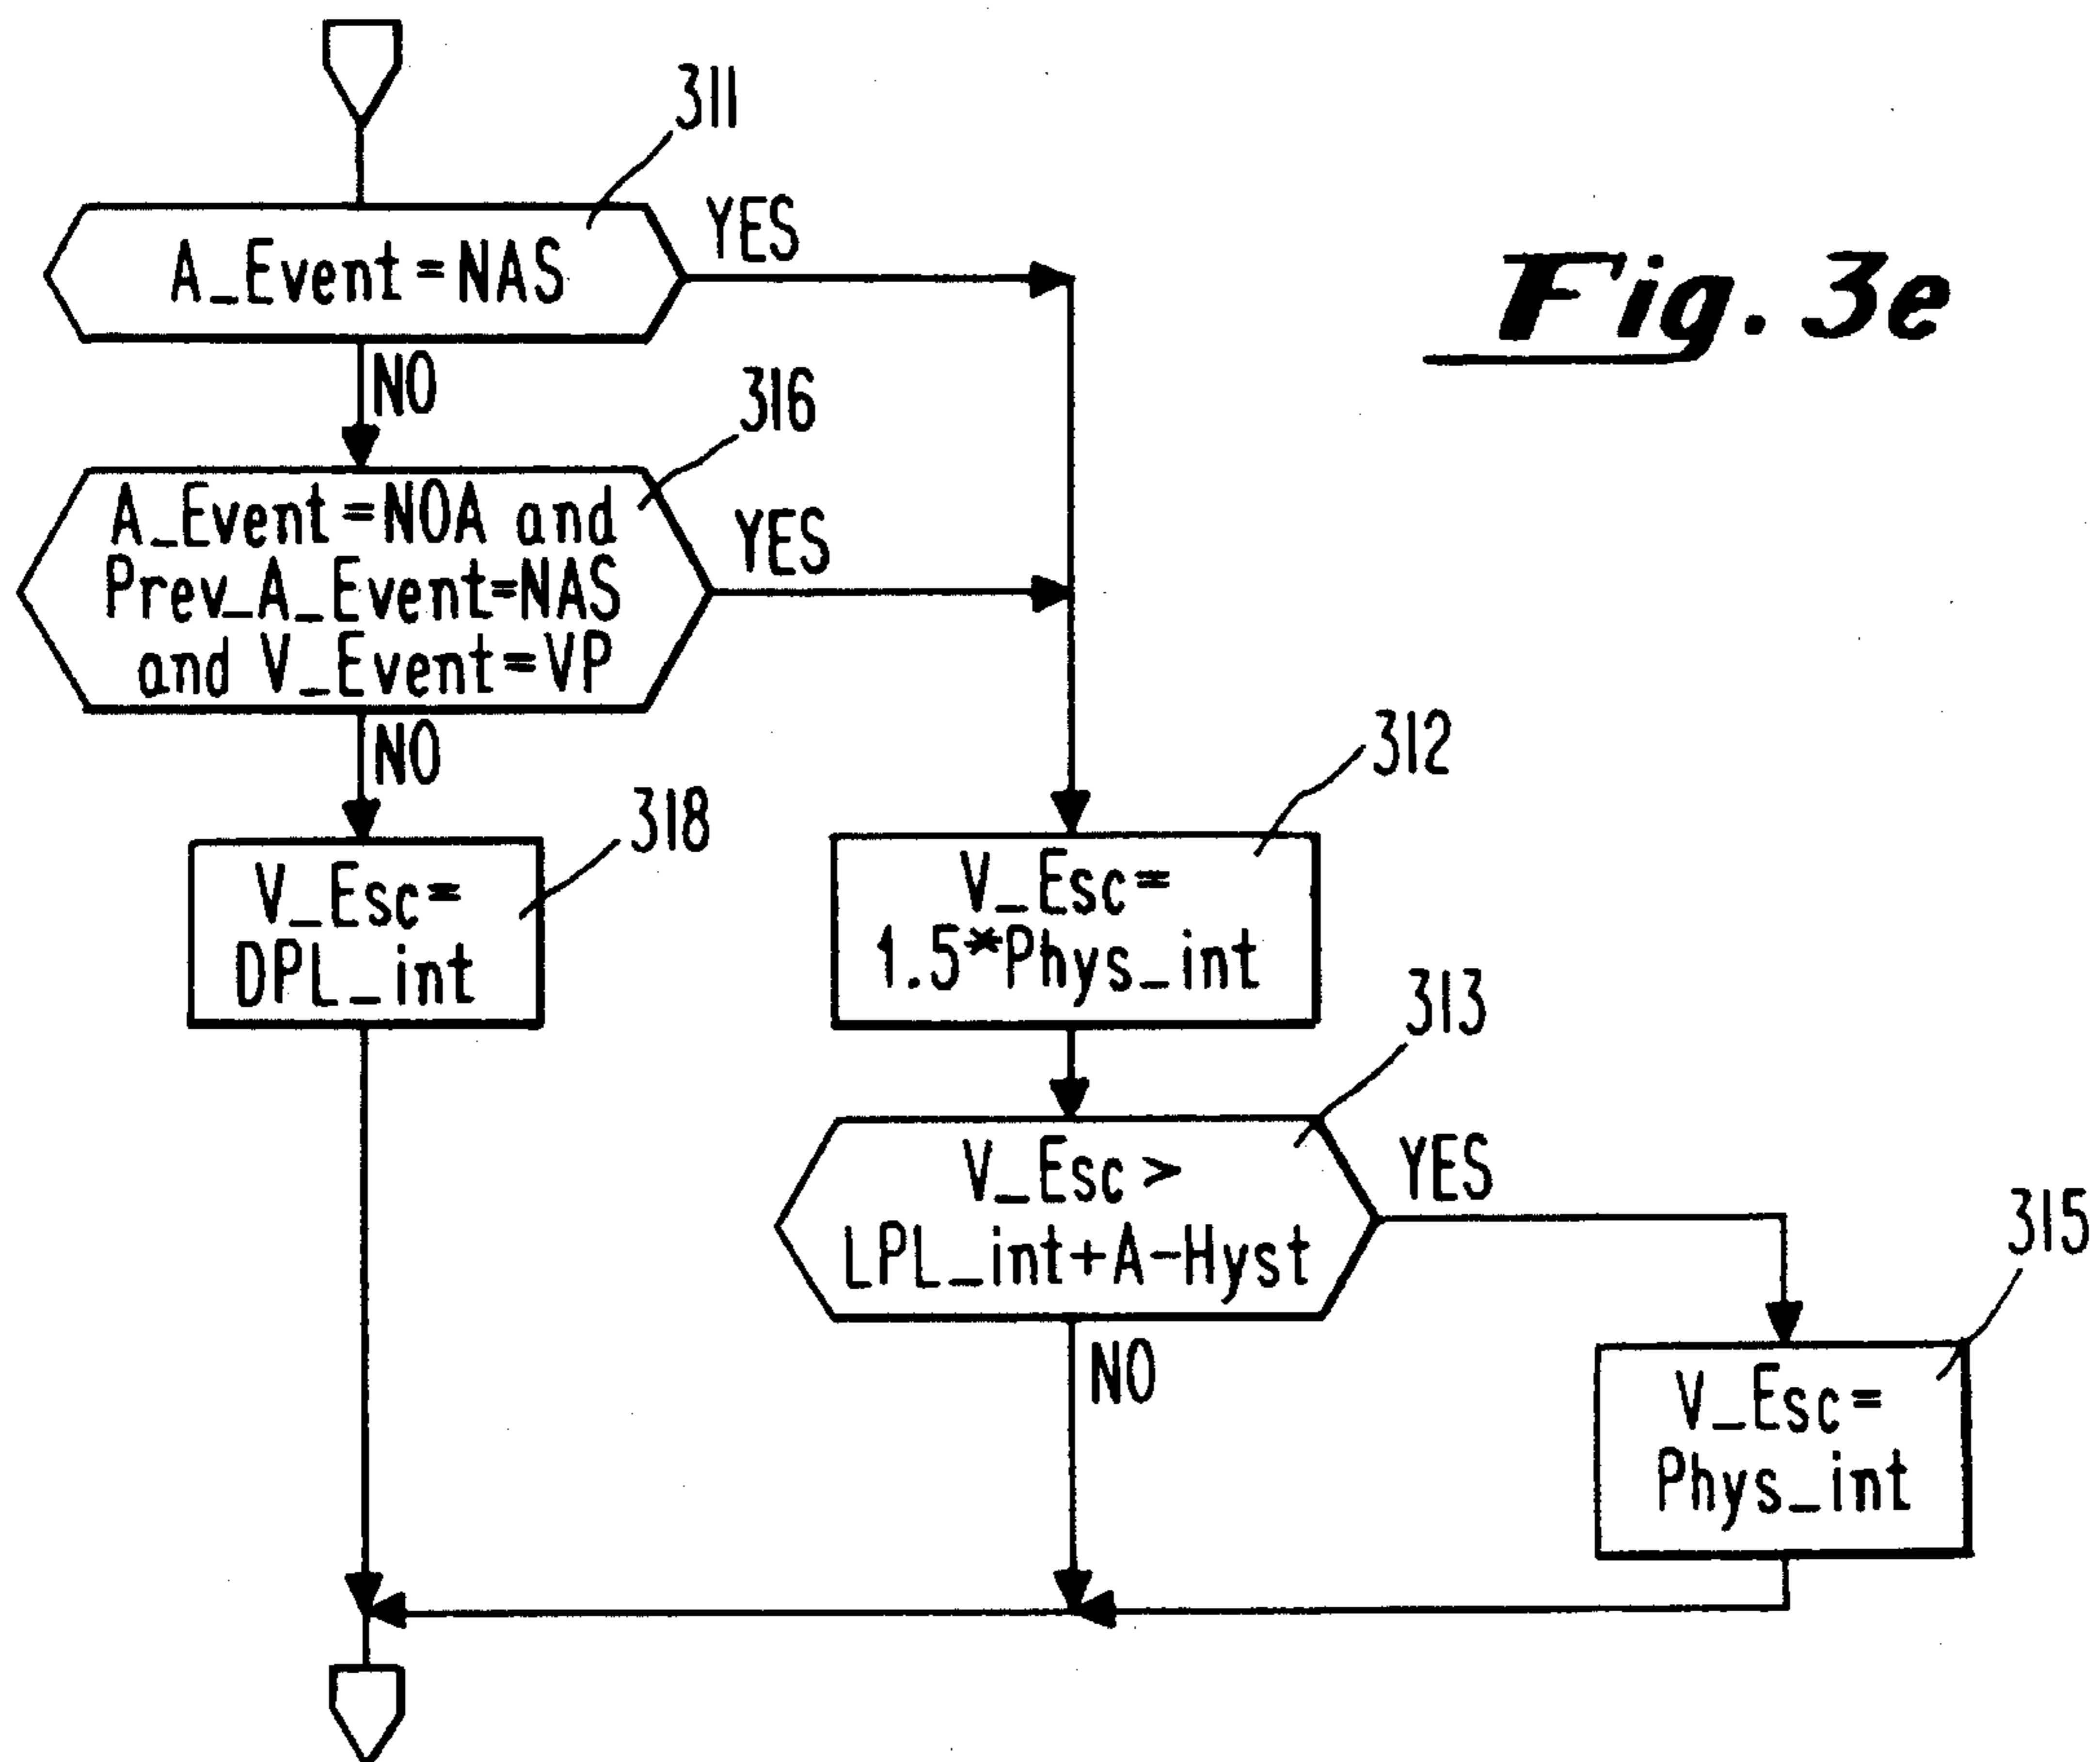 311
A_Event=NAS
YES
Fig. 3e
NO
316
A_Event=NOA and
Prev_A_Event=NAS
and V_Event=VP
YES
NO
318
V_Esc=
DPL_int
312
V_Esc=
1.5*Phys_int
313
V_Esc >
LPL_int+A-Hyst
YES
NO
315
V_Esc=
Phys_int